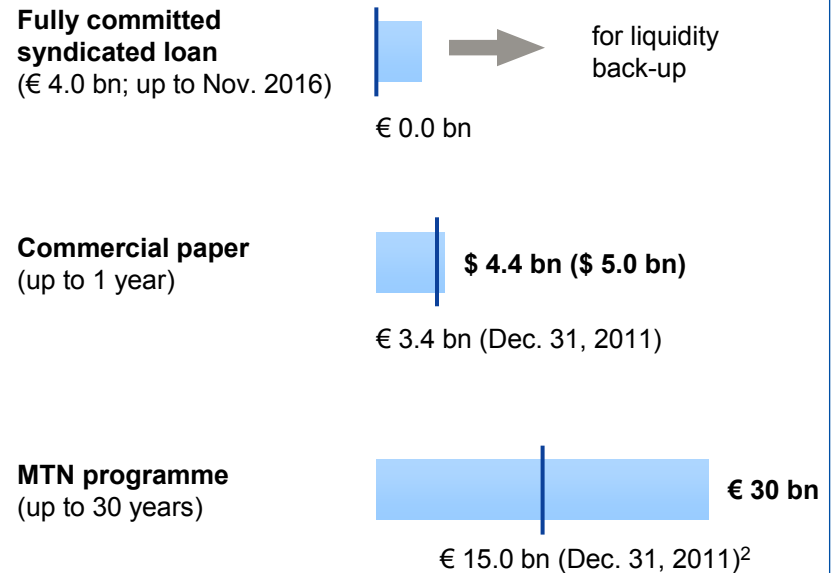 Fully committed
syndicated loan
(€ 4.0 bn; up to Nov. 2016)
for liquidity
back-up
€ 0.0 bn
Commercial paper
(up to 1 year)
$ 4.4 bn ($ 5.0 bn)
€ 3.4 bn (Dec. 31, 2011)
MTN programme
(up to 30 years)
€ 30 bn
€ 15.0 bn (Dec. 31, 2011)²